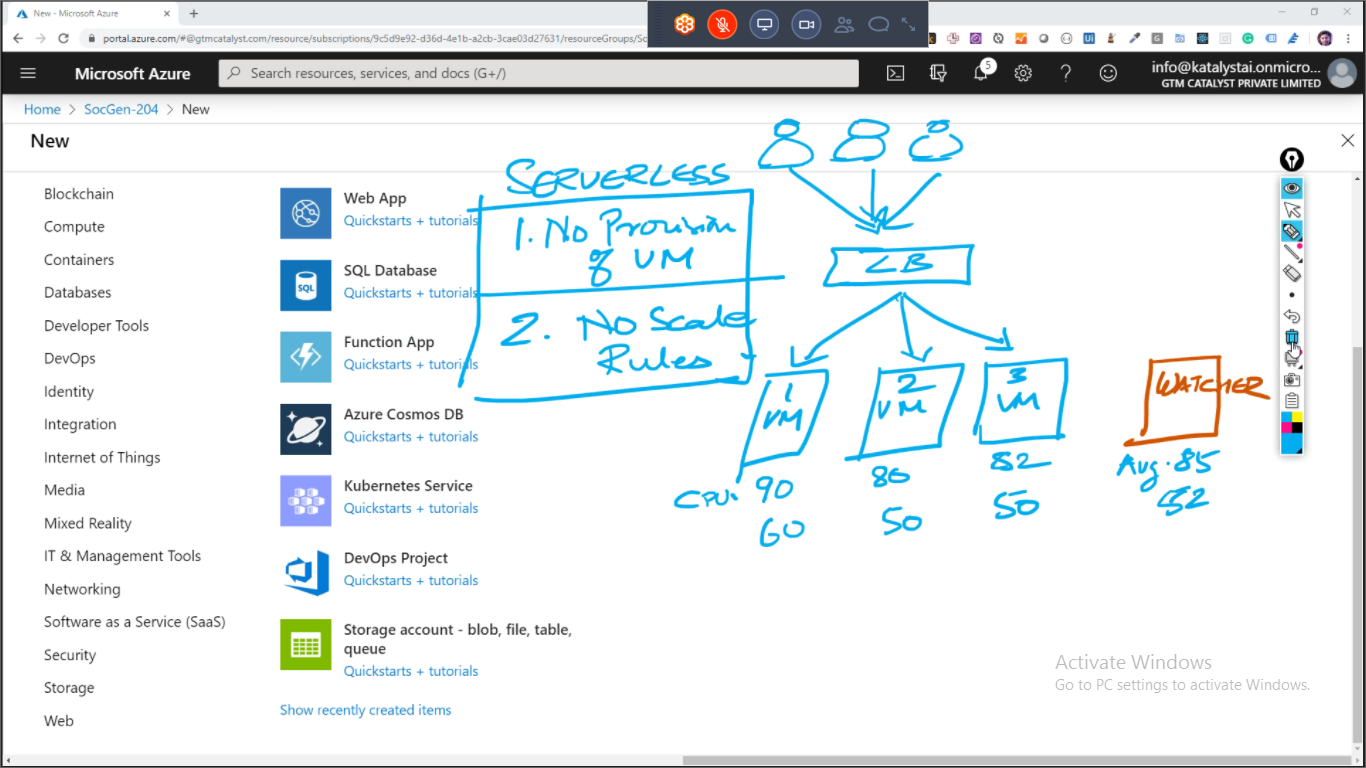 New - Microsoft Azure
portal.azure.com/#@gtmcatalyst.com/resource/subscriptions/9c5d9e92-d36d-4e1b-a2cb-3cae03d27631/resourceGroups/So
Microsoft Azure
Search resources, services, and docs (G+/)
5
info@katalystai.onmicro...
GTM CATALYST PRIVATE LIMITED
Home > SocGen-204 > New
New
Blockchain
Compute
Containers
Databases
Developer Tools
DevOps
Identity
Integration
Internet of Things
Media
Mixed Reality
IT & Management Tools
Networking
Software as a Service (SaaS)
Security
Storage
Web
Web App
Quickstarts + tutorials
SQL
SQL Database
Quickstarts + tutorials
Function App
Quickstarts + tutorials
Azure Cosmos DB
Quickstarts + tutorials
Kubernetes Service
Quickstarts + tutorials
DevOps Project
Quickstarts + tutorials
Storage account - blob, file, table,
queue
Quickstarts + tutorials
Show recently created items
SERVERLESS
1. No Provision
of VM
2. No Scale
Rules
LB
1
VM
2
VM
3
VM
WATCHER
CPU. 90 80 82
60 50 50
Avg. 85
52
Activate Windows
Go to PC settings to activate Windows.